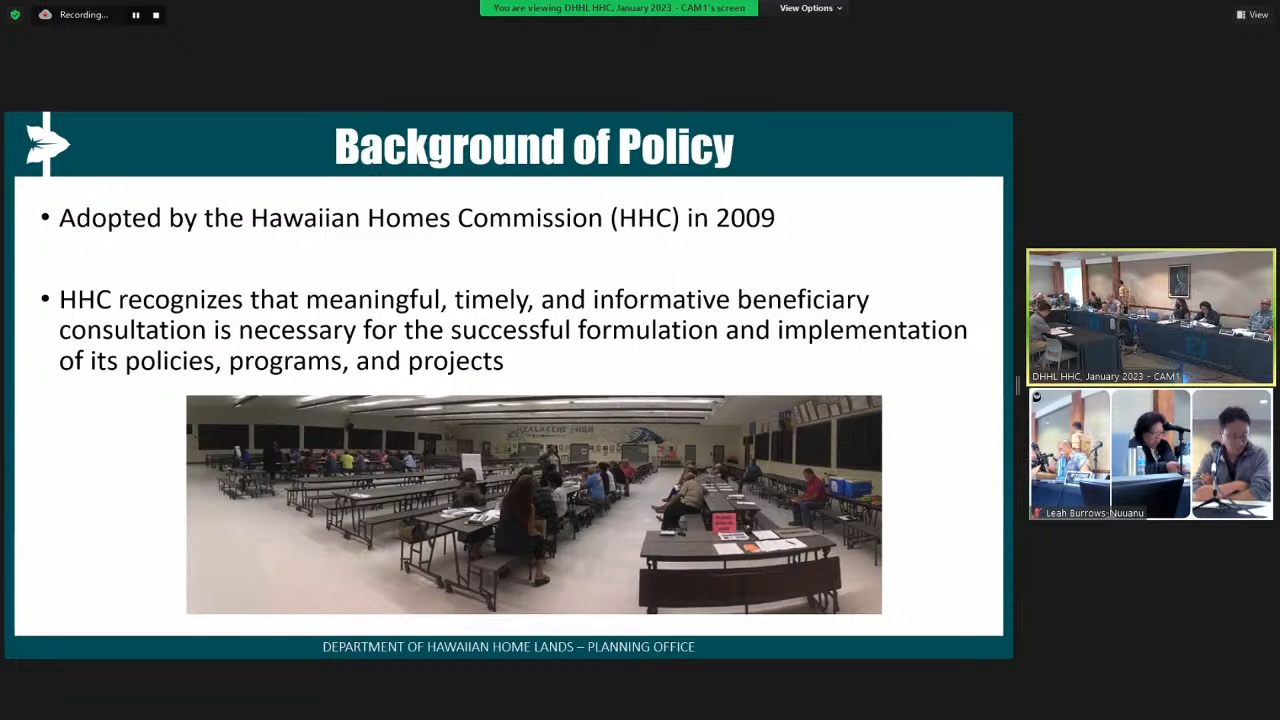 Recording...
You are viewing DHHL HHC, January 2023 - CAM1's screen
View Options
View
Background of Policy
• Adopted by the Hawaiian Homes Commission (HHC) in 2009
• HHC recognizes that meaningful, timely, and informative beneficiary
consultation is necessary for the successful formulation and implementation
of its policies, programs, and projects
KEALAKEHE HIGH
DEPARTMENT OF HAWAIIAN HOME LANDS – PLANNING OFFICE
DHHL HHC, January 2023 - CAM1
Leah Burrows-Nuuanu